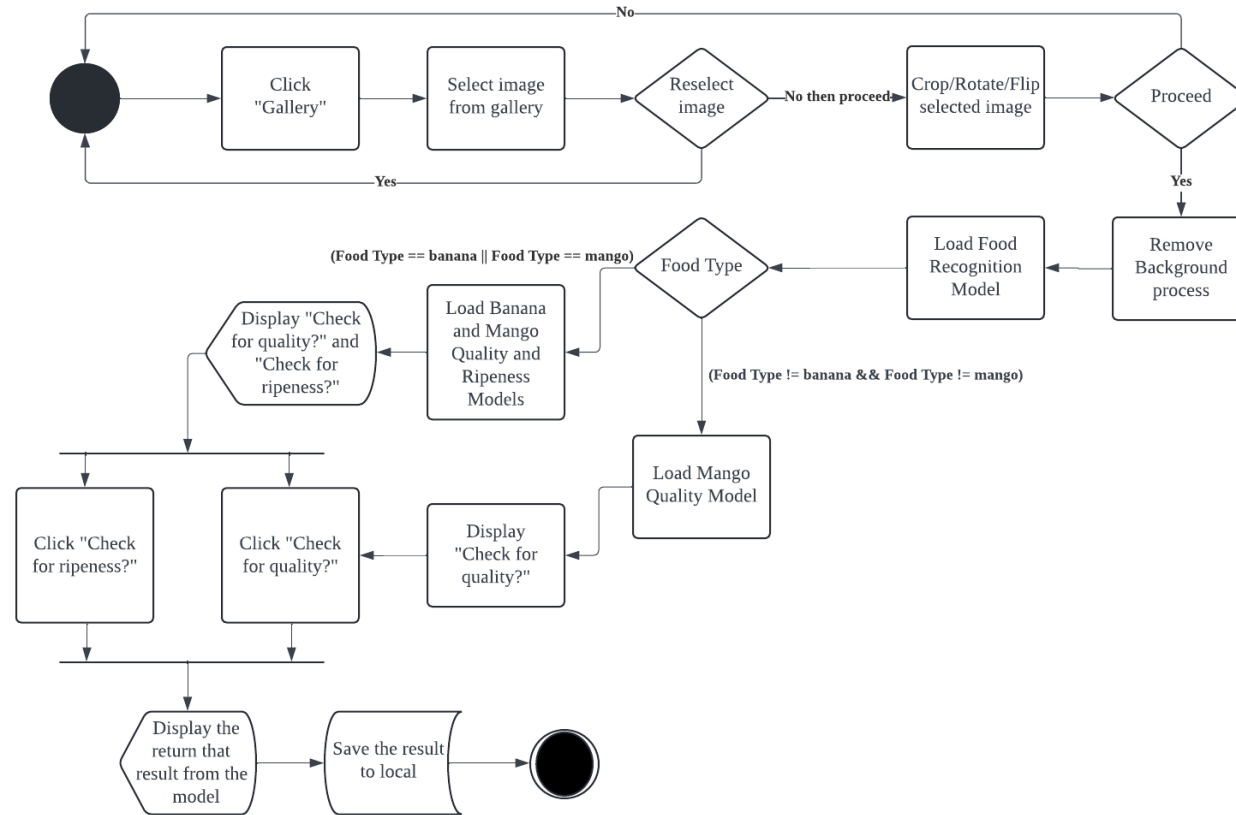 No
Click
"Gallery"
Select image
from gallery
Reselect
image
No then proceed
Crop/Rotate/Flip
selected image
Proceed
Yes
Yes
(Food Type == banana || Food Type == mango)
Food Type
Load Food
Recognition
Model
Remove
Background
process
Display "Check
for quality?" and
"Check for
ripeness?"
Load Banana
and Mango
Quality and
Ripeness
Models
(Food Type != banana && Food Type != mango)
Load Mango
Quality Model
Click "Check
for ripeness?"
Click "Check
for quality?"
Display
"Check for
quality?"
Display the
return that
result from the
model
Save the result
to local